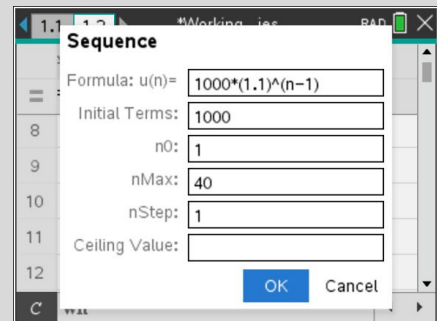 1.1 1.2 *Working...ies RAD
Sequence
Formula: u(n)= 1000*(1.1)^(n−1)
Initial Terms: 1000
n0: 1
nMax: 40
nStep: 1
Ceiling Value:
OK Cancel
=
8
9
10
11
12
C